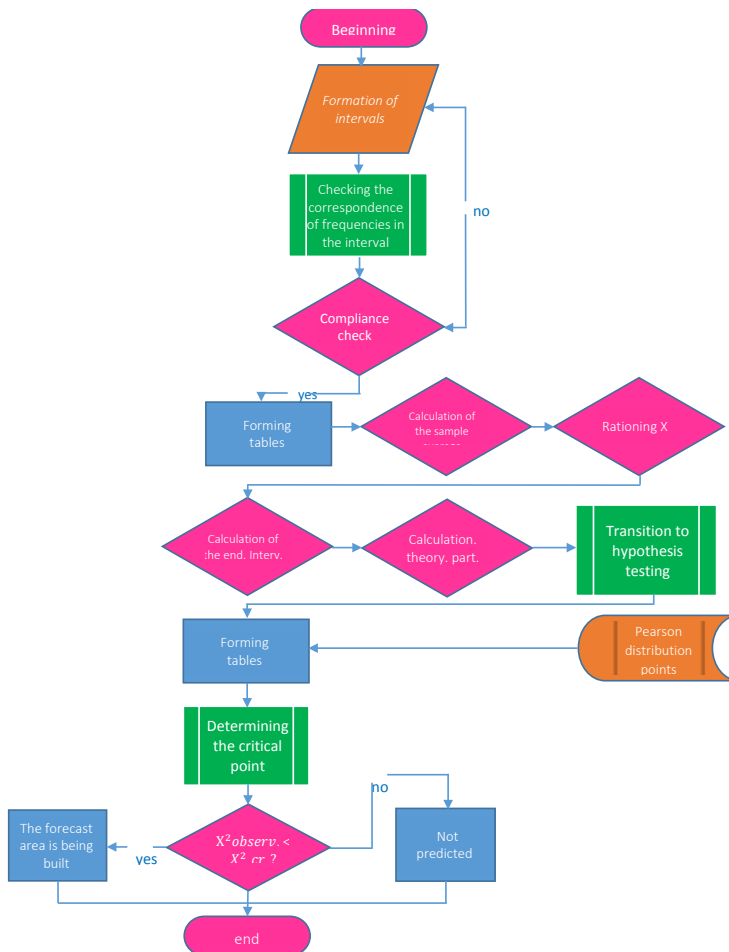 Beginning
Formation of
intervals
Checking the
correspondence
of frequencies in
the interval
no
Compliance
check
yes
Forming
tables
Calculation of
the sample
Rationing X
Calculation of
the end. Interv.
Calculation.
theory. part.
Transition to
hypothesis
testing
Forming
tables
Pearson
distribution
points
Determining
the critical
point
no
The forecast
area is being
built
yes
X²observ. <
X² cr ?
Not
predicted
end